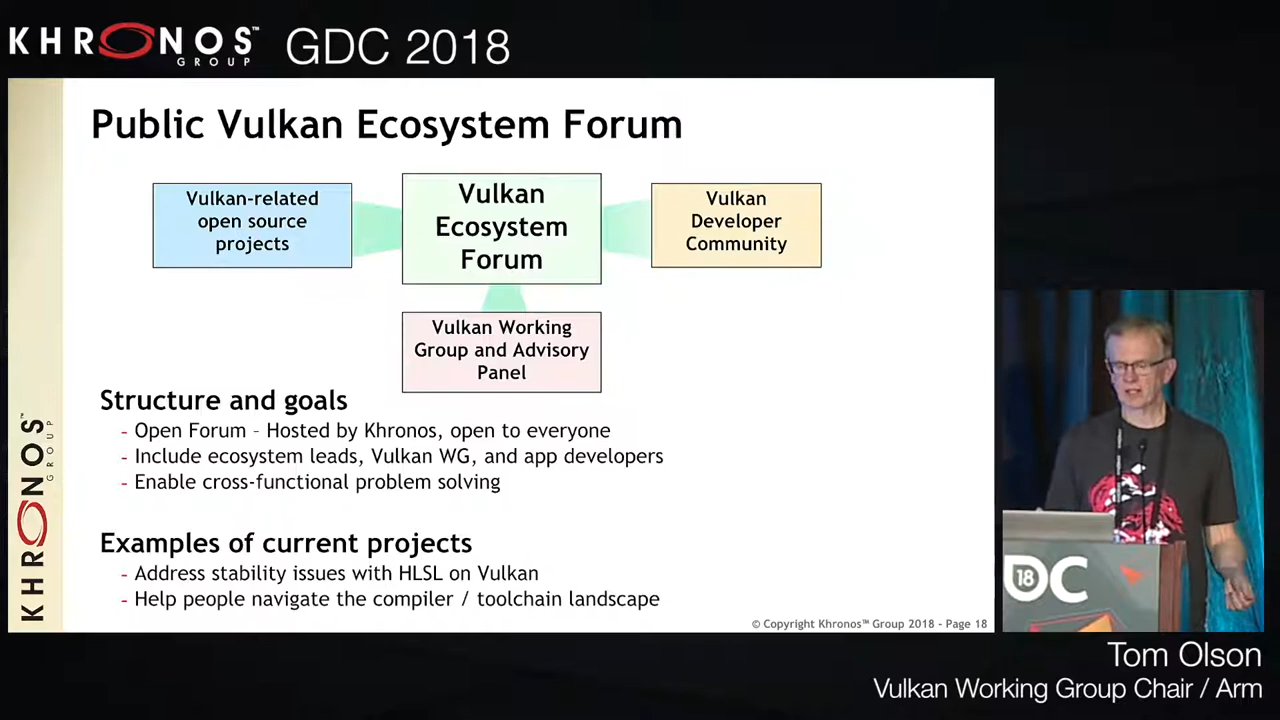 KHRONOS™ GROUP GDC 2018
Public Vulkan Ecosystem Forum
Vulkan-related
open source
projects
Vulkan
Ecosystem
Forum
Vulkan
Developer
Community
Vulkan Working
Group and Advisory
Panel
Structure and goals
- Open Forum – Hosted by Khronos, open to everyone
- Include ecosystem leads, Vulkan WG, and app developers
- Enable cross-functional problem solving
Examples of current projects
- Address stability issues with HLSL on Vulkan
- Help people navigate the compiler / toolchain landscape
© Copyright Khronos™ Group 2018 - Page 18
KHRONOS™ GROUP
18
DC
Tom Olson
Vulkan Working Group Chair / Arm